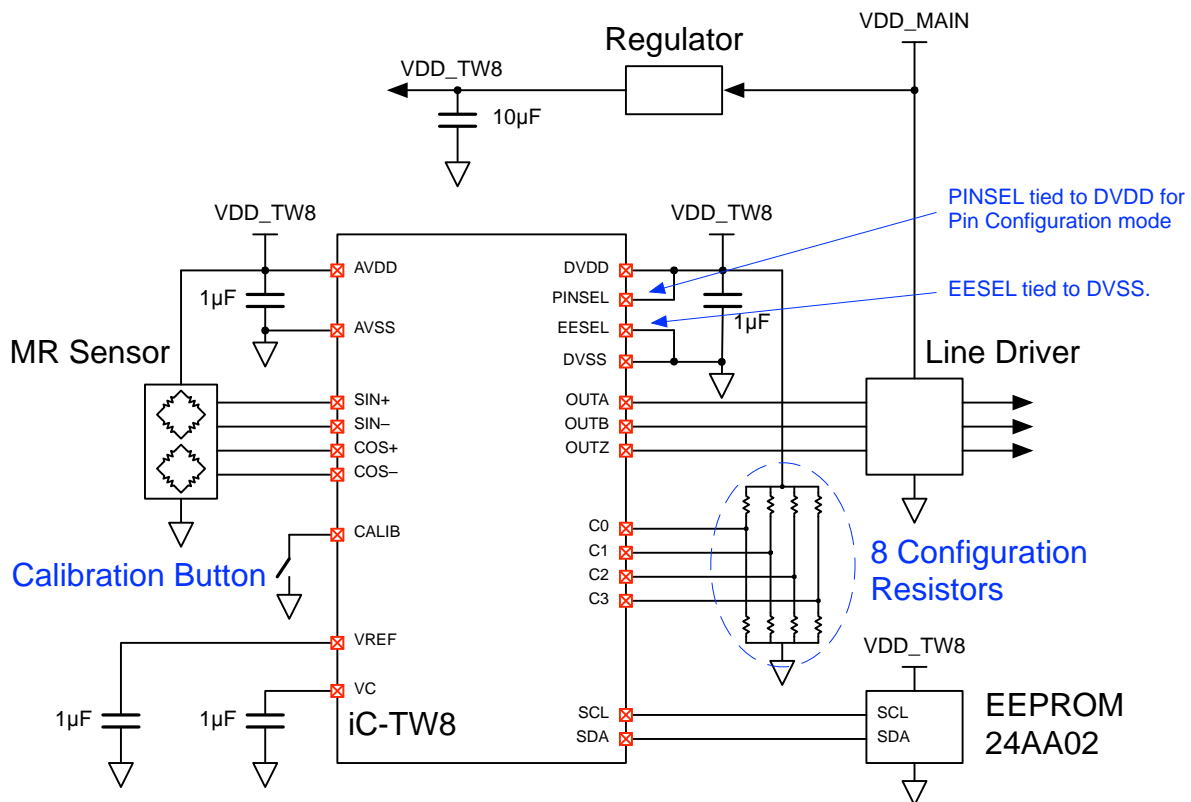 VDD_MAIN
Regulator
VDD_TW8
10µF
PINSEL tied to DVDD for
Pin Configuration mode
VDD_TW8
VDD_TW8
AVDD
DVDD
1µF
PINSEL
EESEL tied to DVSS.
AVSS
EESEL
1µF
MR Sensor
DVSS
Line Driver
SIN+
OUTA
SIN–
OUTB
COS+
OUTZ
COS–
CALIB
C0
Calibration Button
C1
8 Configuration
Resistors
C2
C3
VREF
VDD_TW8
VC
1µF
1µF
iC-TW8
SCL
SCL
EEPROM
SDA
SDA
24AA02